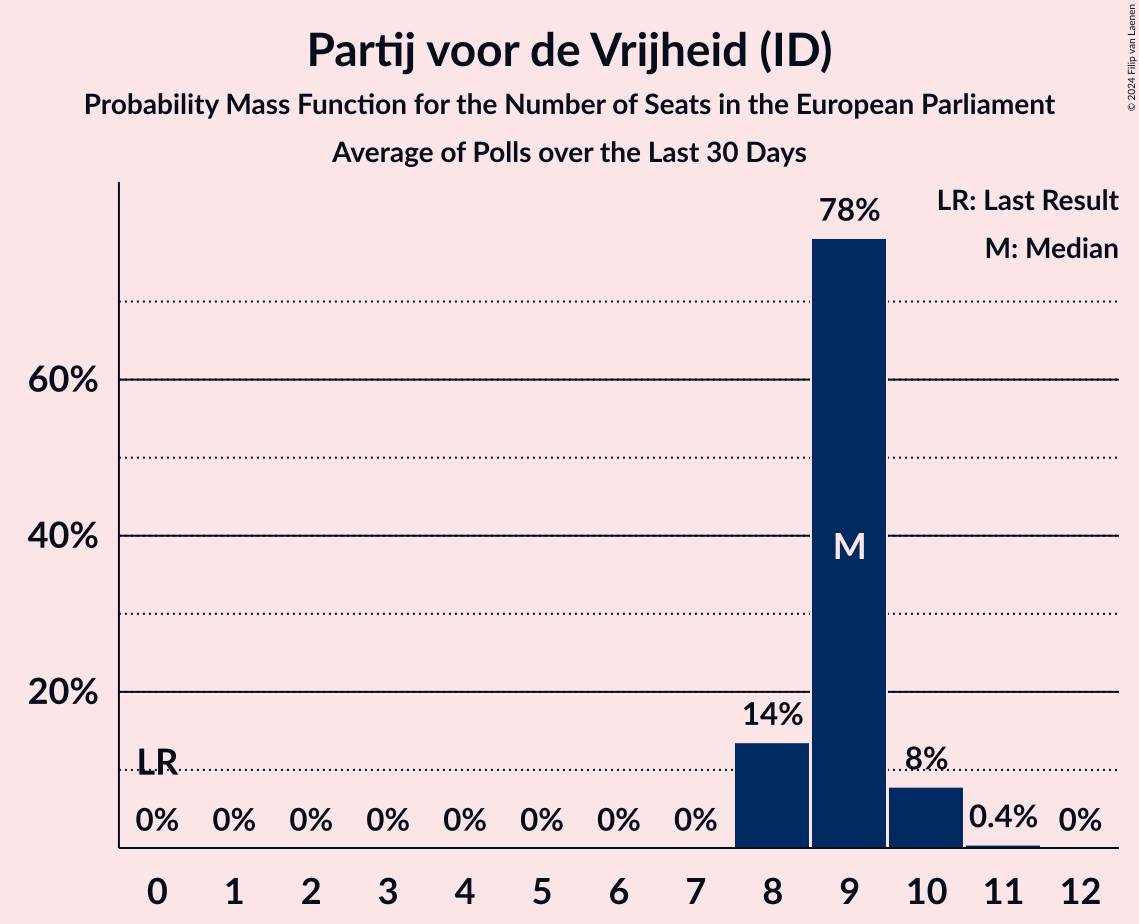 Partij voor de Vrijheid (ID)
Probability Mass Function for the Number of Seats in the European Parliament
Average of Polls over the Last 30 Days
© 2024 Filip van Laenen
LR: Last Result
M: Median
78%
60%
40%
M
20%
14%
LR
8%
0% 0% 0% 0% 0% 0% 0% 0% 0.4% 0%
0 1 2 3 4 5 6 7 8 9 10 11 12